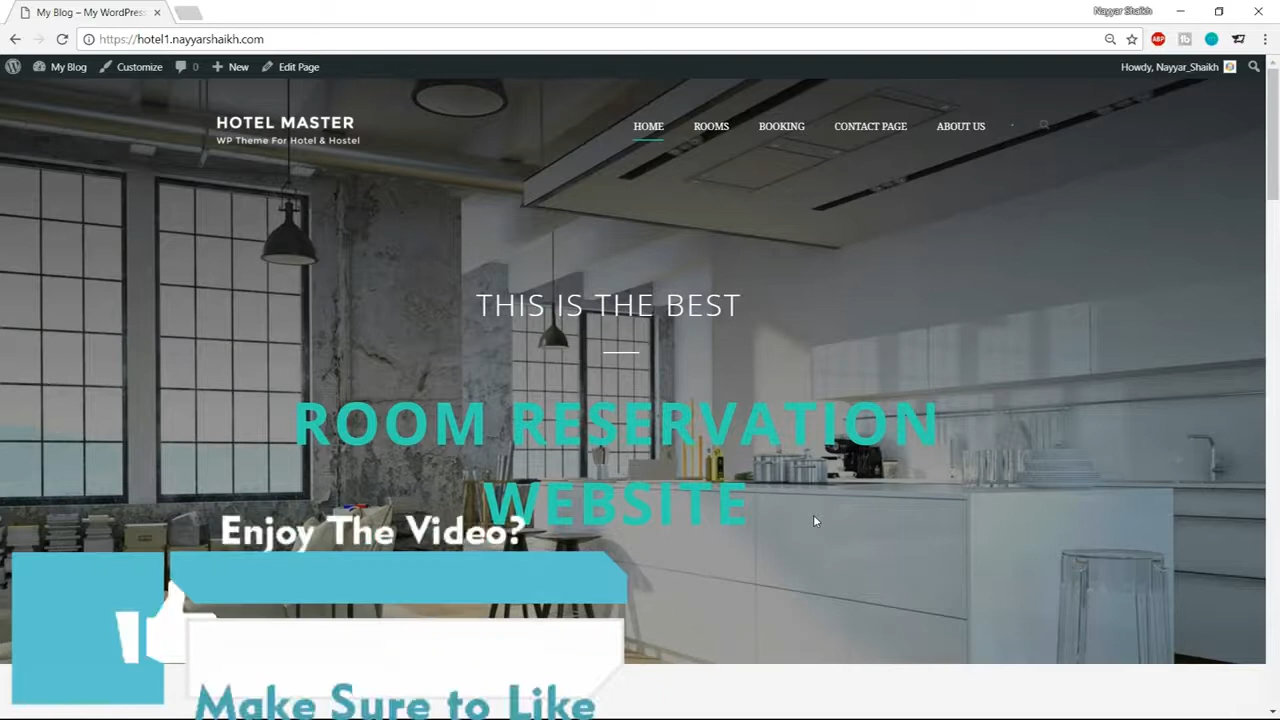 My Blog – My WordPres
Nayyar Shaikh
https://hotel1.nayyarshaikh.com
ABP
My Blog
Customize
0
New
Edit Page
Howdy, Nayyar_Shaikh
HOTEL MASTER
WP Theme For Hotel & Hostel
HOME
ROOMS
BOOKING
CONTACT PAGE
ABOUT US
THIS IS THE BEST
ROOM RESERVATION
WEBSITE
Enjoy The Video?
Make Sure to Like